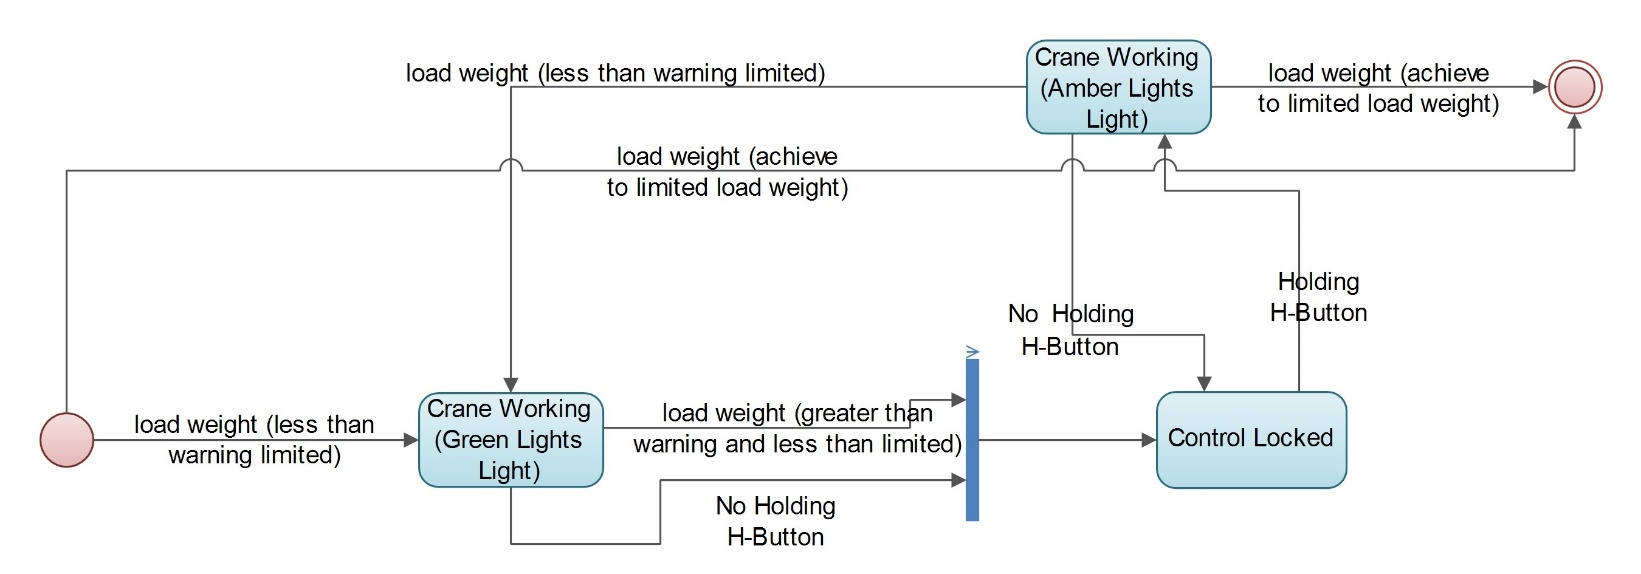 Crane Working
(Amber Lights
Light)
load weight (less than warning limited)
load weight (achieve
to limited load weight)
load weight (achieve
to limited load weight)
Holding
H-Button
No Holding
H-Button
load weight (less than
warning limited)
Crane Working
(Green Lights
Light)
load weight (greater than
warning and less than limited)
Control Locked
No Holding
H-Button